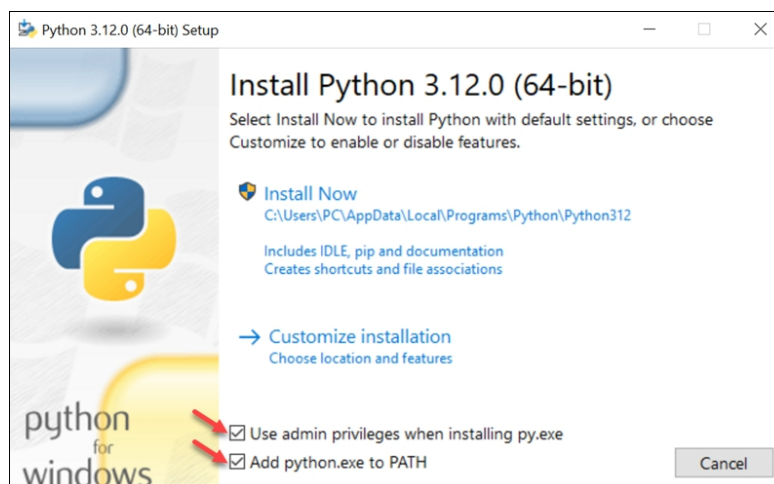 Python 3.12.0 (64-bit) Setup
Install Python 3.12.0 (64-bit)
Select Install Now to install Python with default settings, or choose
Customize to enable or disable features.
Install Now
C:\Users\PC\AppData\Local\Programs\Python\Python312
Includes IDLE, pip and documentation
Creates shortcuts and file associations
Customize installation
Choose location and features
python
for
windows
Use admin privileges when installing py.exe
Add python.exe to PATH
Cancel